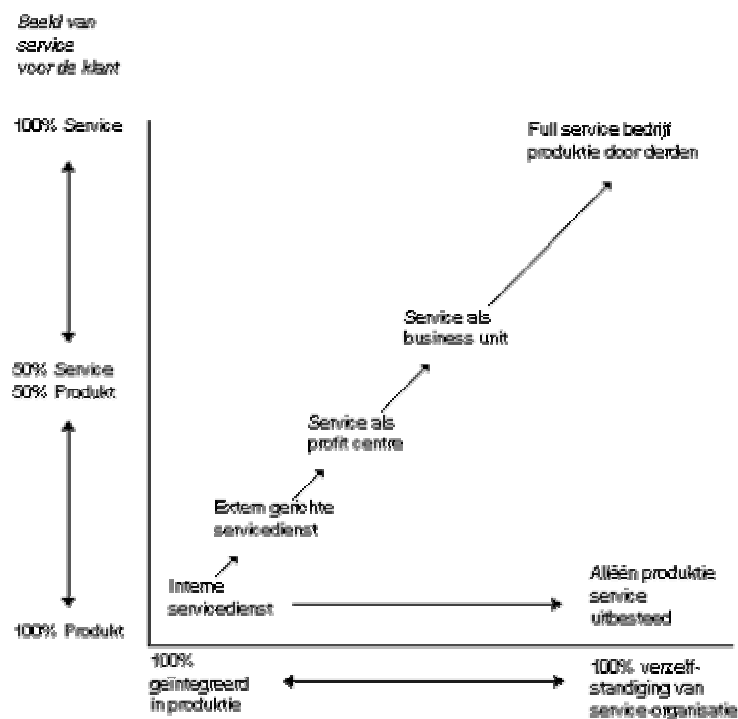 Beeld van
service
voor de klant
100% Service
Full service bedrijf
produktie door derden
Service als
business unit
50% Service
50% Produkt
Service als
profit centre
Extern gerichte
servicedienst
Interne
servicedienst
Alléén produktie
service
uitbesteed
100% Produkt
100%
geïntegreerd
in produktie
100% verzelf-
standiging van
service-organisatie